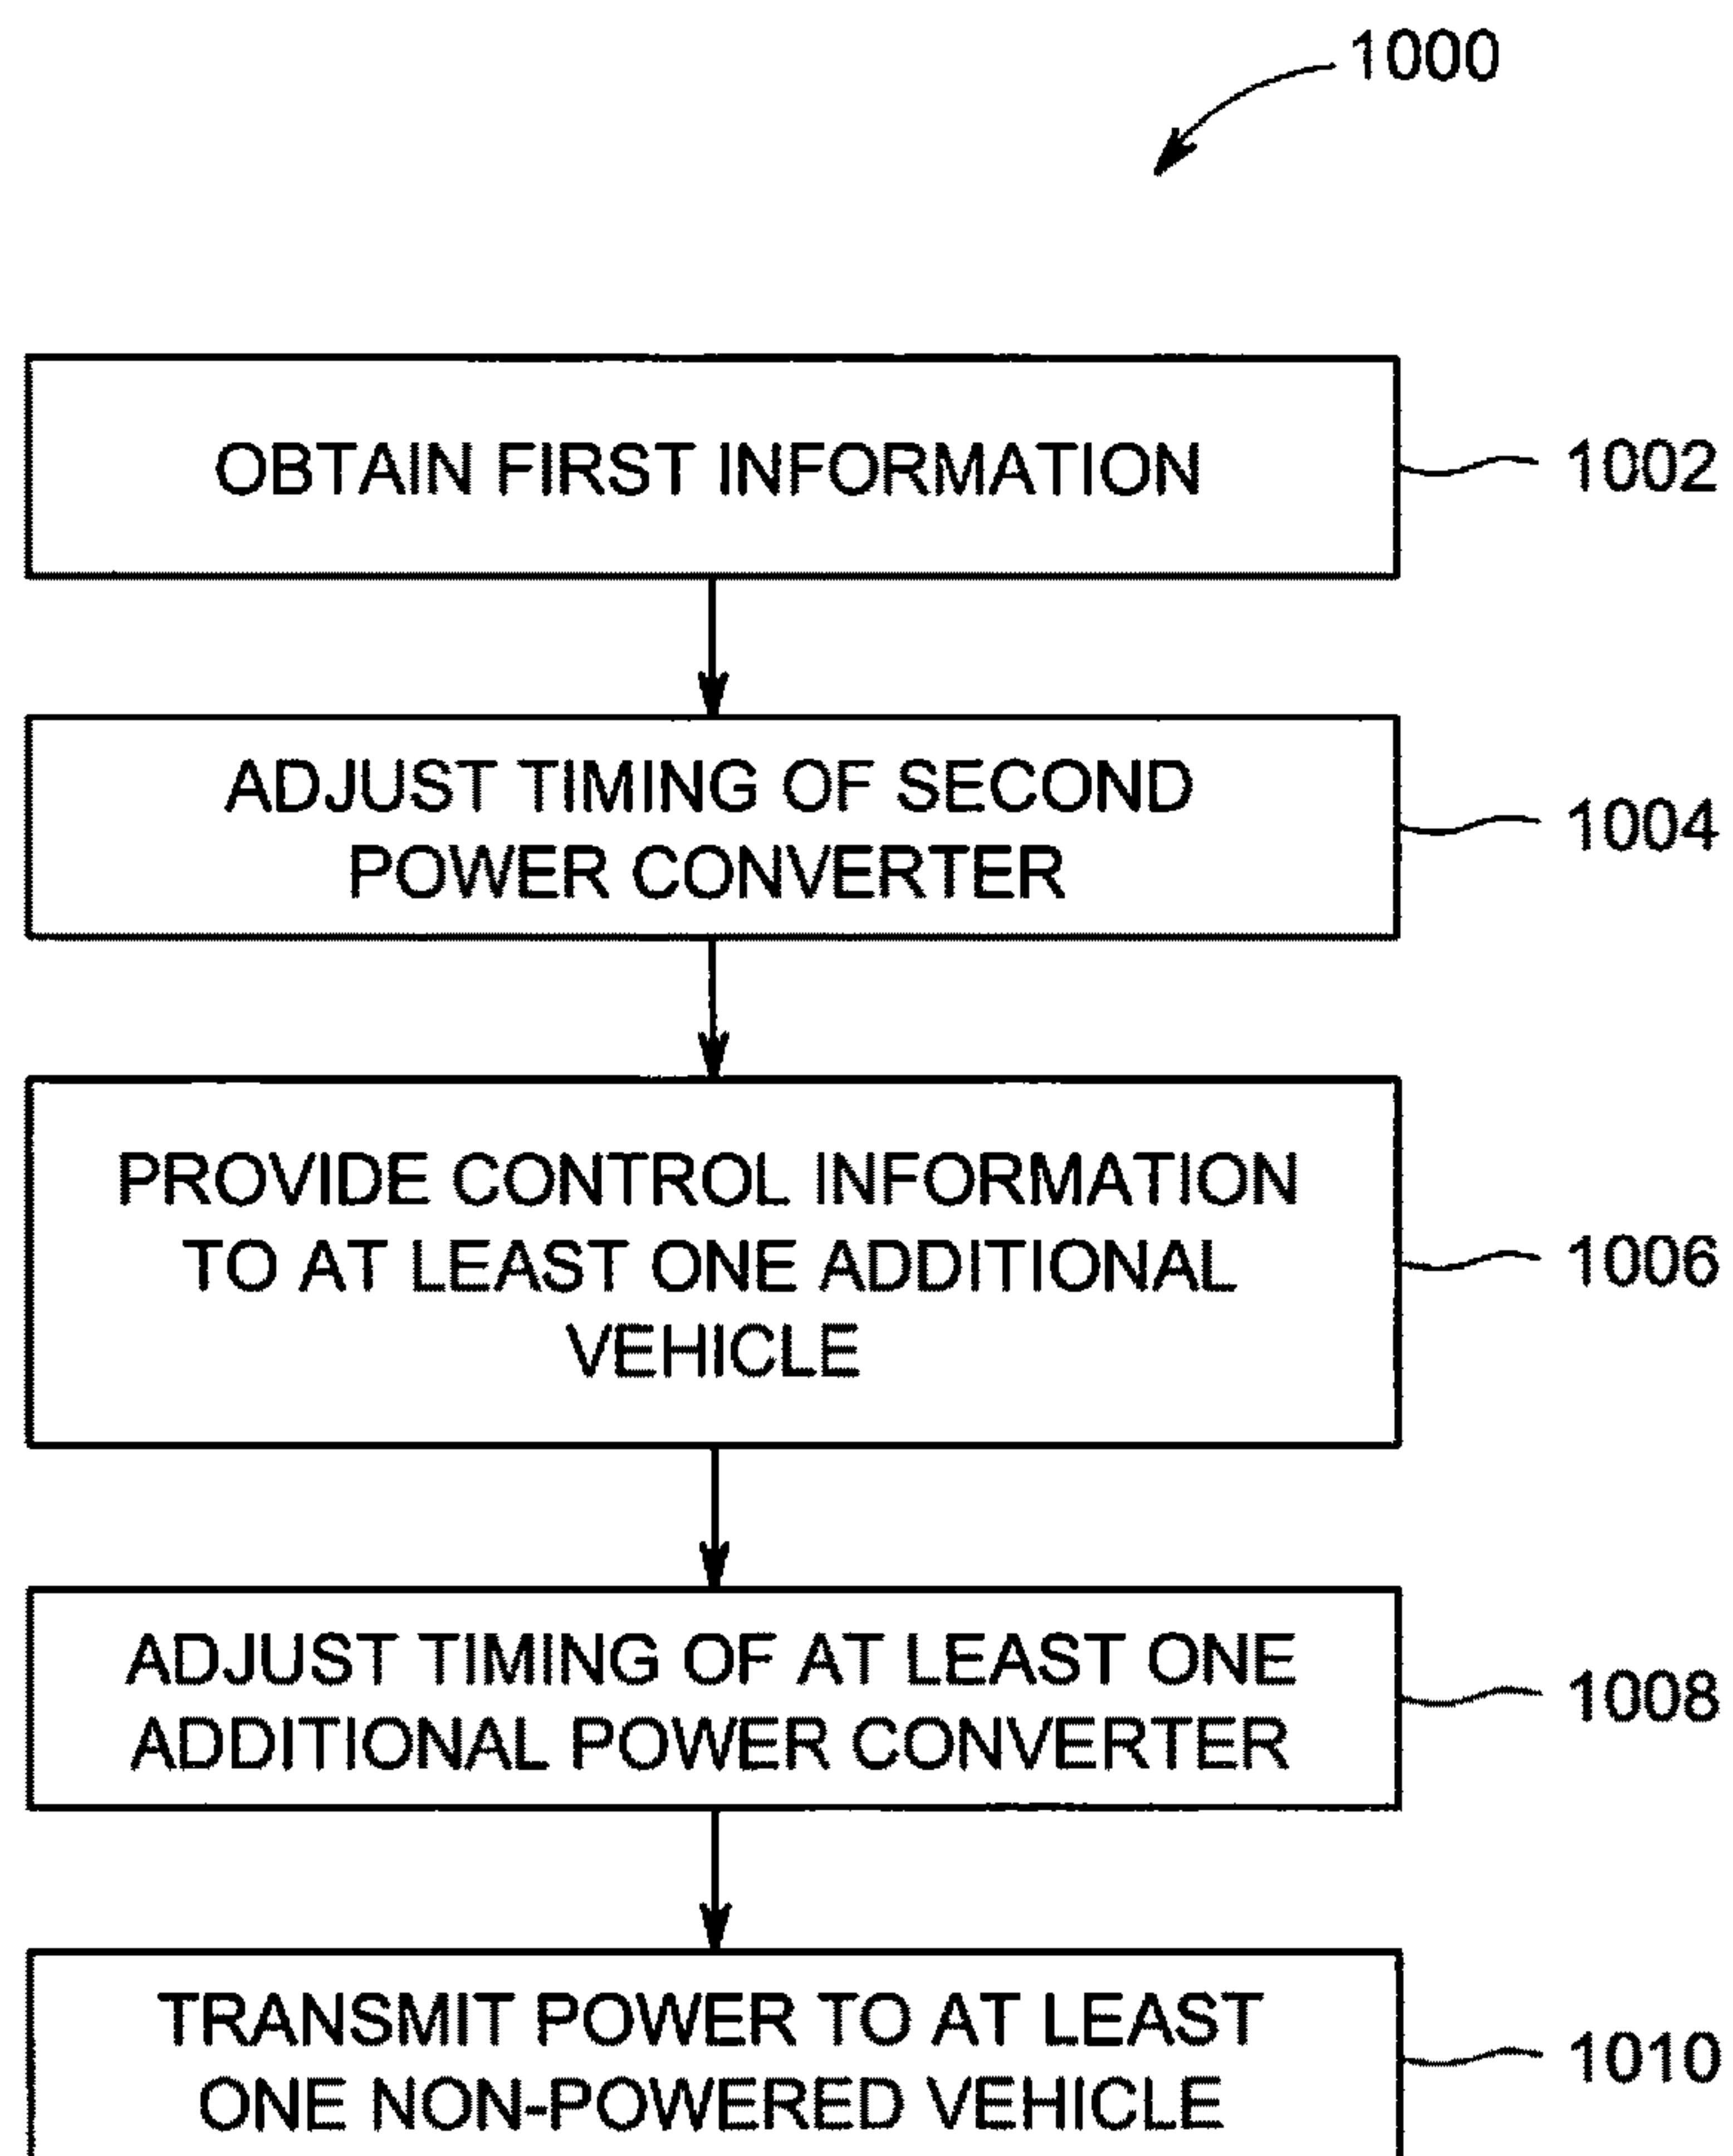 1000
OBTAIN FIRST INFORMATION
1002
ADJUST TIMING OF SECOND
POWER CONVERTER
1004
PROVIDE CONTROL INFORMATION
TO AT LEAST ONE ADDITIONAL
VEHICLE
1006
ADJUST TIMING OF AT LEAST ONE
ADDITIONAL POWER CONVERTER
1008
TRANSMIT POWER TO AT LEAST
ONE NON-POWERED VEHICLE
1010